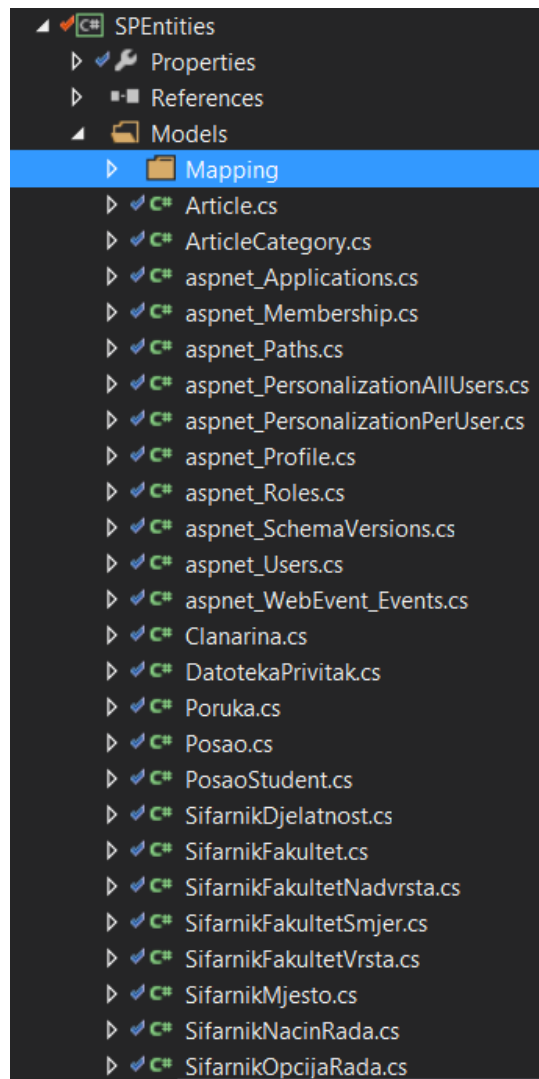 C# SPEntities
Properties
References
Models
Mapping
C# Article.cs
C# ArticleCategory.cs
C# aspnet_Applications.cs
C# aspnet_Membership.cs
C# aspnet_Paths.cs
C# aspnet_PersonalizationAllUsers.cs
C# aspnet_PersonalizationPerUser.cs
C# aspnet_Profile.cs
C# aspnet_Roles.cs
C# aspnet_SchemaVersions.cs
C# aspnet_Users.cs
C# aspnet_WebEvent_Events.cs
C# Clanarina.cs
C# DatotekaPrivitak.cs
C# Poruka.cs
C# Posao.cs
C# PosaoStudent.cs
C# SifarnikDjelatnost.cs
C# SifarnikFakultet.cs
C# SifarnikFakultetNadvrsta.cs
C# SifarnikFakultetSmjer.cs
C# SifarnikFakultetVrsta.cs
C# SifarnikMjesto.cs
C# SifarnikNacinRada.cs
C# SifarnikOpcijaRada.cs